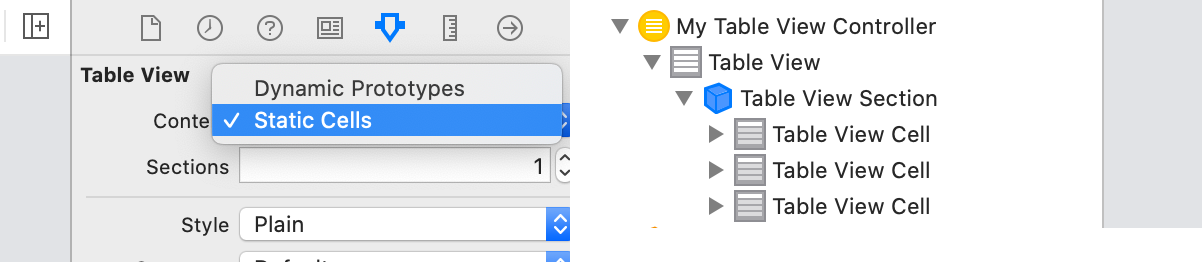 Table View
Dynamic Prototypes
Conte
✓ Static Cells
Sections 1
Style Plain
My Table View Controller
Table View
Table View Section
Table View Cell
Table View Cell
Table View Cell